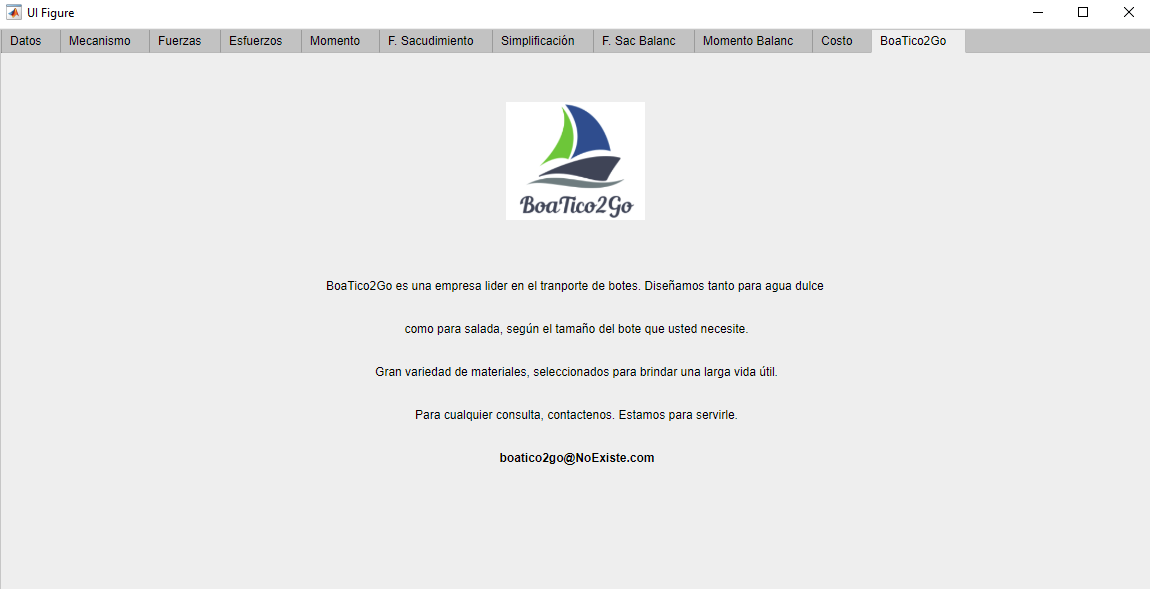 UI Figure
Datos Mecanismo Fuerzas Esfuerzos Momento F. Sacudimiento Simplificación F. Sac Balanc Momento Balanc Costo BoaTico2Go
BoaTico2Go
BoaTico2Go es una empresa lider en el tranporte de botes. Diseñamos tanto para agua dulce
como para salada, según el tamaño del bote que usted necesite.
Gran variedad de materiales, seleccionados para brindar una larga vida útil.
Para cualquier consulta, contactenos. Estamos para servirle.
boatico2go@NoExiste.com